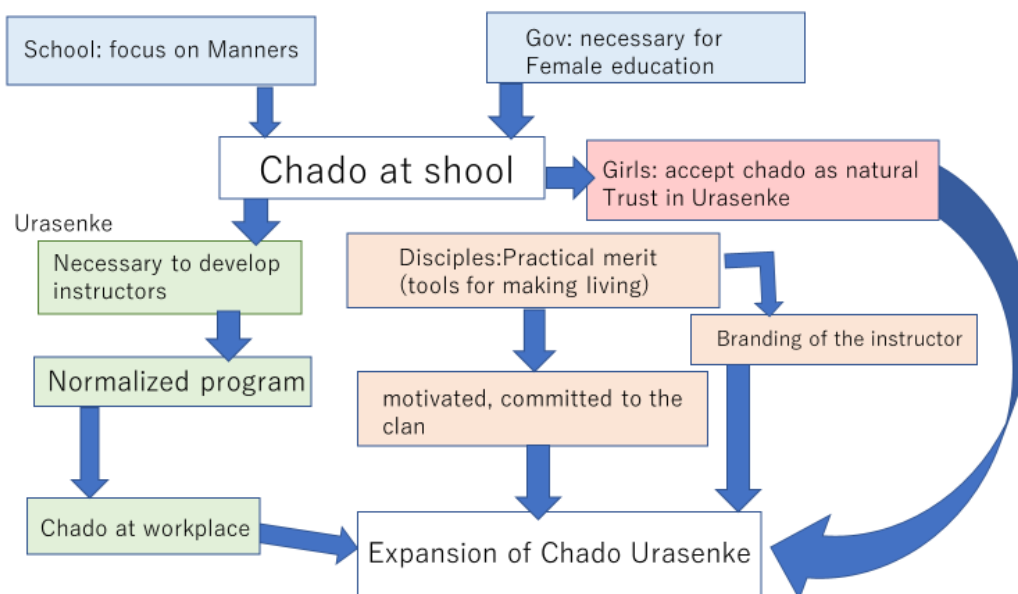 School: focus on Manners
Gov: necessary for
Female education
Chado at shool
Girls: accept chado as natural
Trust in Urasenke
Urasenke
Necessary to develop
instructors
Disciples:Practical merit
(tools for making living)
Branding of the instructor
Normalized program
motivated, committed to the
clan
Chado at workplace
Expansion of Chado Urasenke